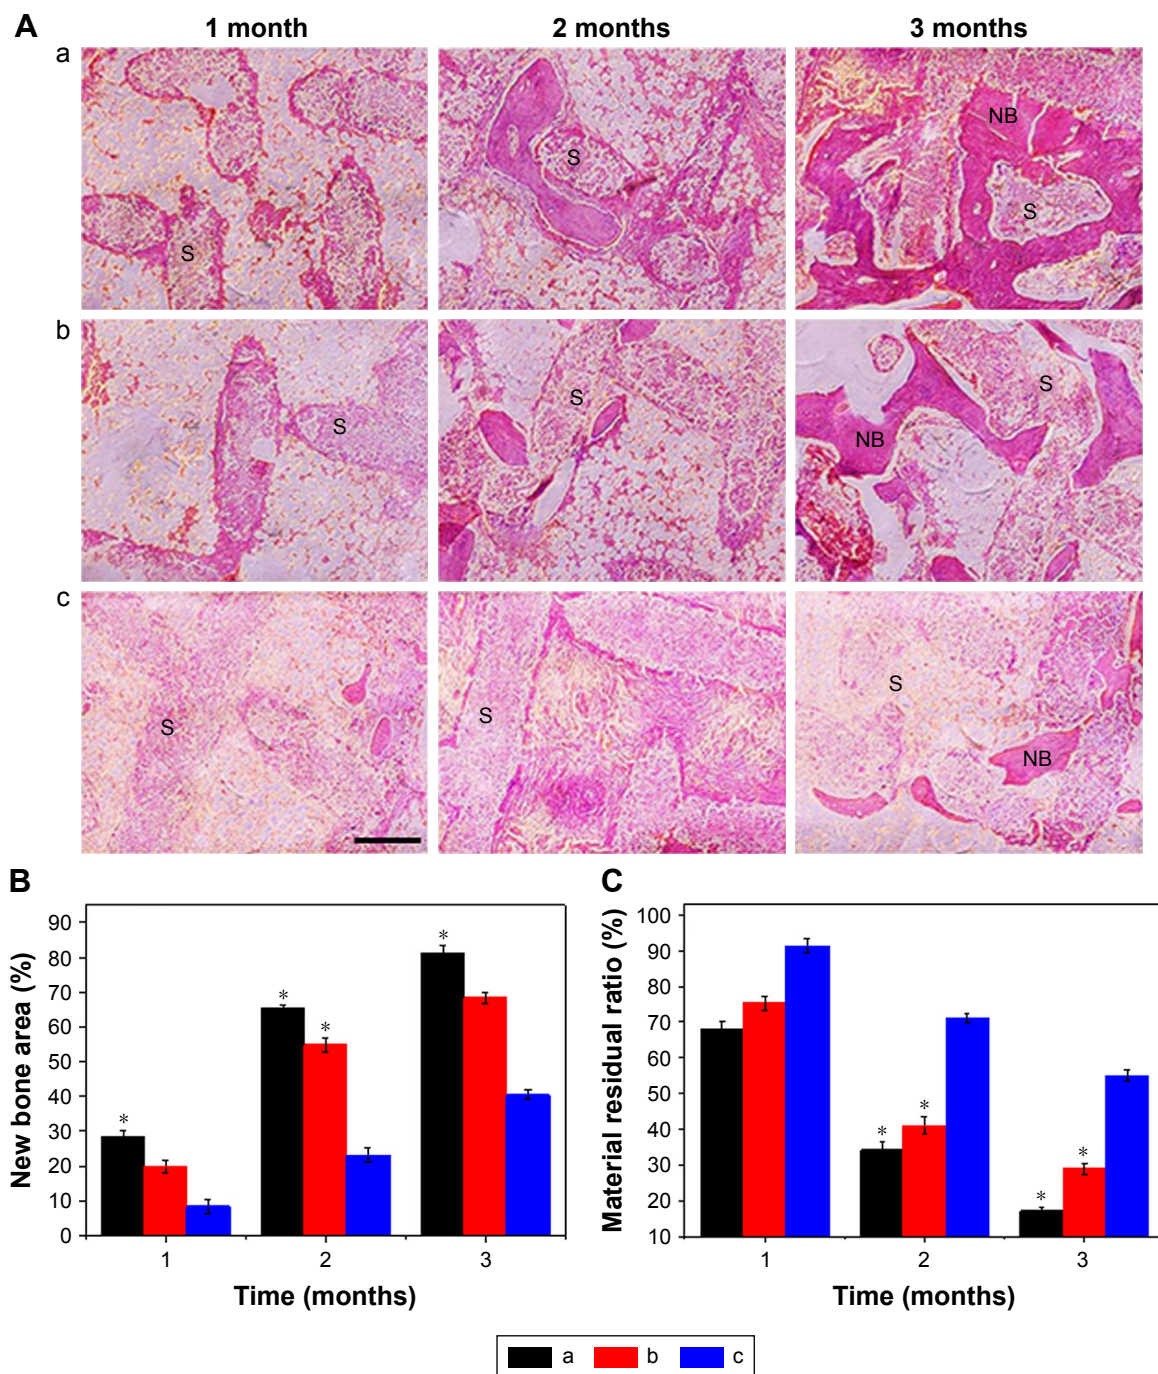 A
1 month 2 months 3 months
a
S
S
NB
S
b
S
S
NB
S
c
S
S
S
NB
B
New bone area (%)
90
80
70
60
50
40
30
20
10
0
* * * *
1 2 3
Time (months)
C
Material residual ratio (%)
100
90
80
70
60
50
40
30
20
10
* * * *
1 2 3
Time (months)
a b c